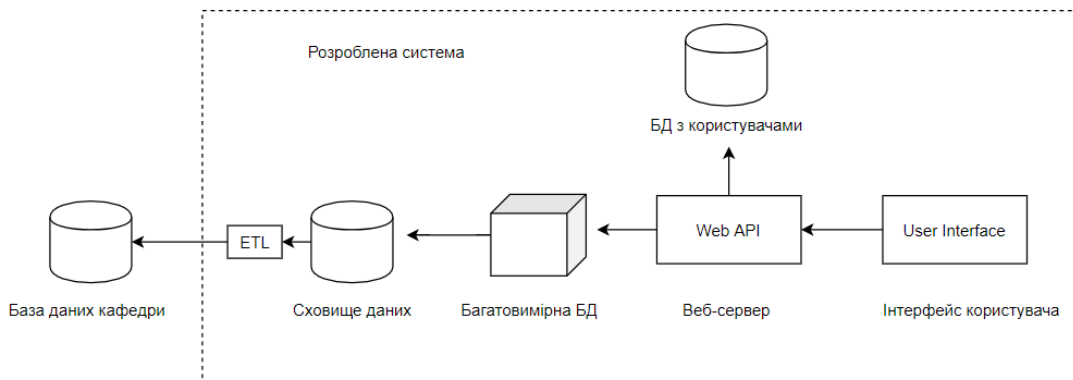 Розроблена система
БД з користувачами
ETL
Web API
User Interface
База даних кафедри
Сховище даних
Багатовимірна БД
Веб-сервер
Інтерфейс користувача